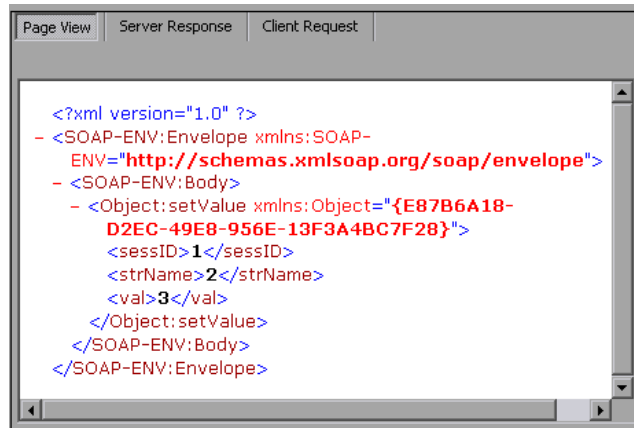 Page View Server Response Client Request
<?xml version="1.0" ?>
– <SOAP-ENV:Envelope xmlns:SOAP-
ENV="http://schemas.xmlsoap.org/soap/envelope">
– <SOAP-ENV:Body>
– <Object:setValue xmlns:Object="{E87B6A18-
D2EC-49E8-956E-13F3A4BC7F28}">
<sessID>1</sessID>
<strName>2</strName>
<val>3</val>
</Object:setValue>
</SOAP-ENV:Body>
</SOAP-ENV:Envelope>